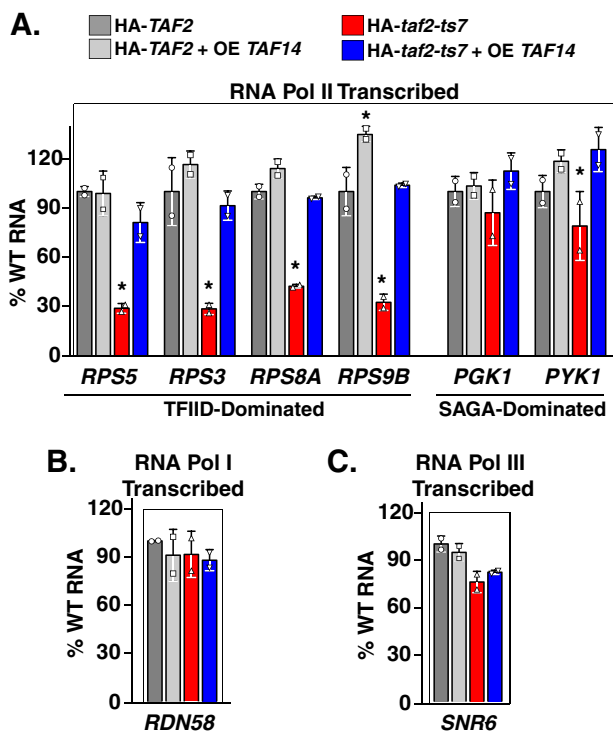 A.
HA-TAF2
HA-taf2-ts7
HA-TAF2 + OE TAF14
HA-taf2-ts7 + OE TAF14
RNA Pol II Transcribed
% WT RNA
120
90
60
30
0
* * * * * *
RPS5 RPS3 RPS8A RPS9B PGK1 PYK1
TFIID-Dominated SAGA-Dominated
B.
RNA Pol I
Transcribed
% WT RNA
120
90
60
30
0
RDN58
C.
RNA Pol III
Transcribed
% WT RNA
120
90
60
30
0
SNR6